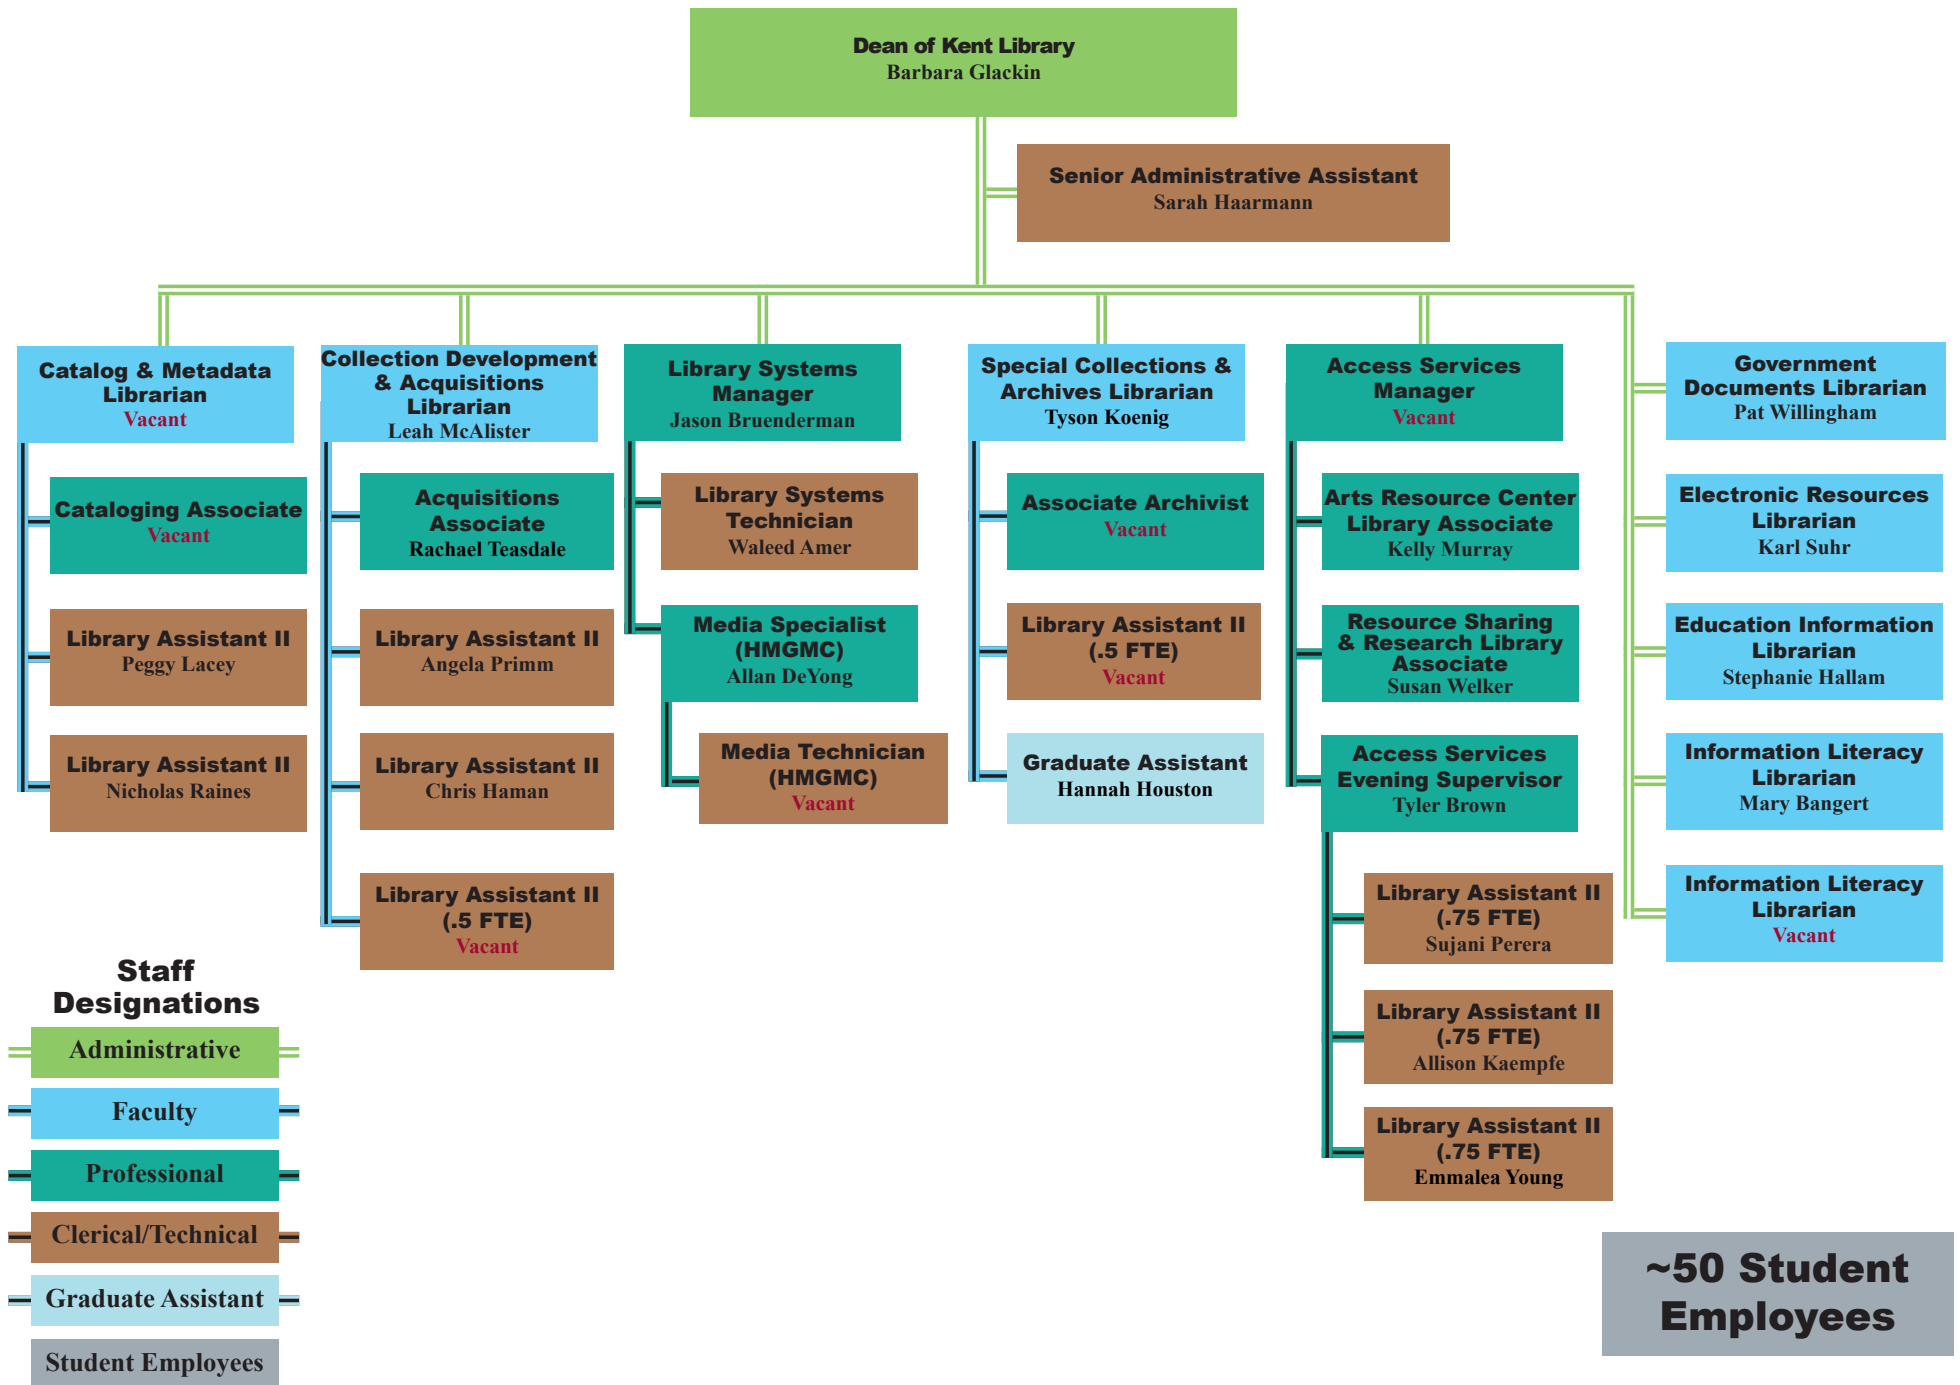 Dean of Kent Library
Barbara Glackin
Senior Administrative Assistant
Sarah Haarmann
Catalog & Metadata
Librarian
Vacant
Cataloging Associate
Vacant
Library Assistant II
Peggy Lacey
Library Assistant II
Nicholas Raines
Collection Development
& Acquisitions
Librarian
Leah McAlister
Acquisitions
Associate
Rachael Teasdale
Library Assistant II
Angela Primm
Library Assistant II
Chris Haman
Library Assistant II
(.5 FTE)
Vacant
Library Systems
Manager
Jason Bruenderman
Library Systems
Technician
Waleed Amer
Media Specialist
(HMGMC)
Allan DeYong
Media Technician
(HMGMC)
Vacant
Special Collections &
Archives Librarian
Tyson Koenig
Associate Archivist
Vacant
Library Assistant II
(.5 FTE)
Vacant
Graduate Assistant
Hannah Houston
Access Services
Manager
Vacant
Arts Resource Center
Library Associate
Kelly Murray
Resource Sharing
& Research Library
Associate
Susan Welker
Access Services
Evening Supervisor
Tyler Brown
Library Assistant II
(.75 FTE)
Sujani Perera
Library Assistant II
(.75 FTE)
Allison Kaempfe
Library Assistant II
(.75 FTE)
Emmalea Young
Government
Documents Librarian
Pat Willingham
Electronic Resources
Librarian
Karl Suhr
Education Information
Librarian
Stephanie Hallam
Information Literacy
Librarian
Mary Bangert
Information Literacy
Librarian
Vacant
Staff
Designations
Administrative
Faculty
Professional
Clerical/Technical
Graduate Assistant
Student Employees
~50 Student
Employees